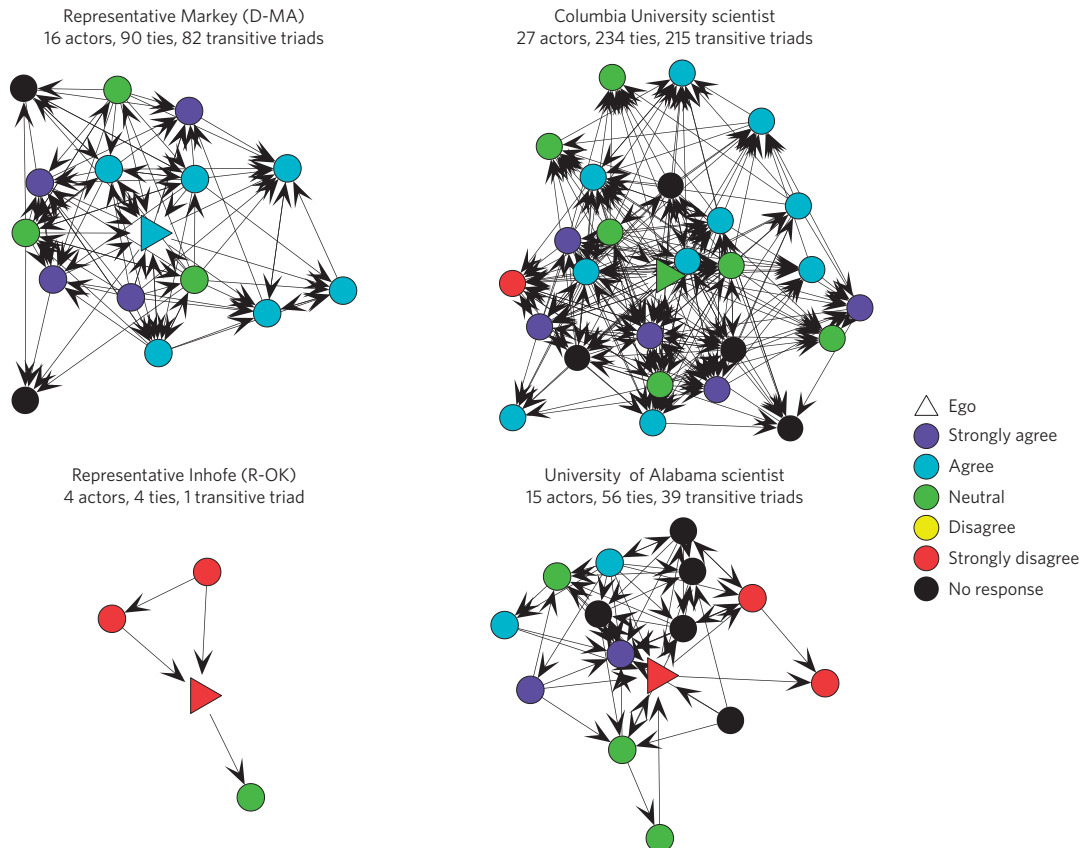 Representative Markey (D-MA)
16 actors, 90 ties, 82 transitive triads
Columbia University scientist
27 actors, 234 ties, 215 transitive triads
Representative Inhofe (R-OK)
4 actors, 4 ties, 1 transitive triad
University of Alabama scientist
15 actors, 56 ties, 39 transitive triads
Ego
Strongly agree
Agree
Neutral
Disagree
Strongly disagree
No response